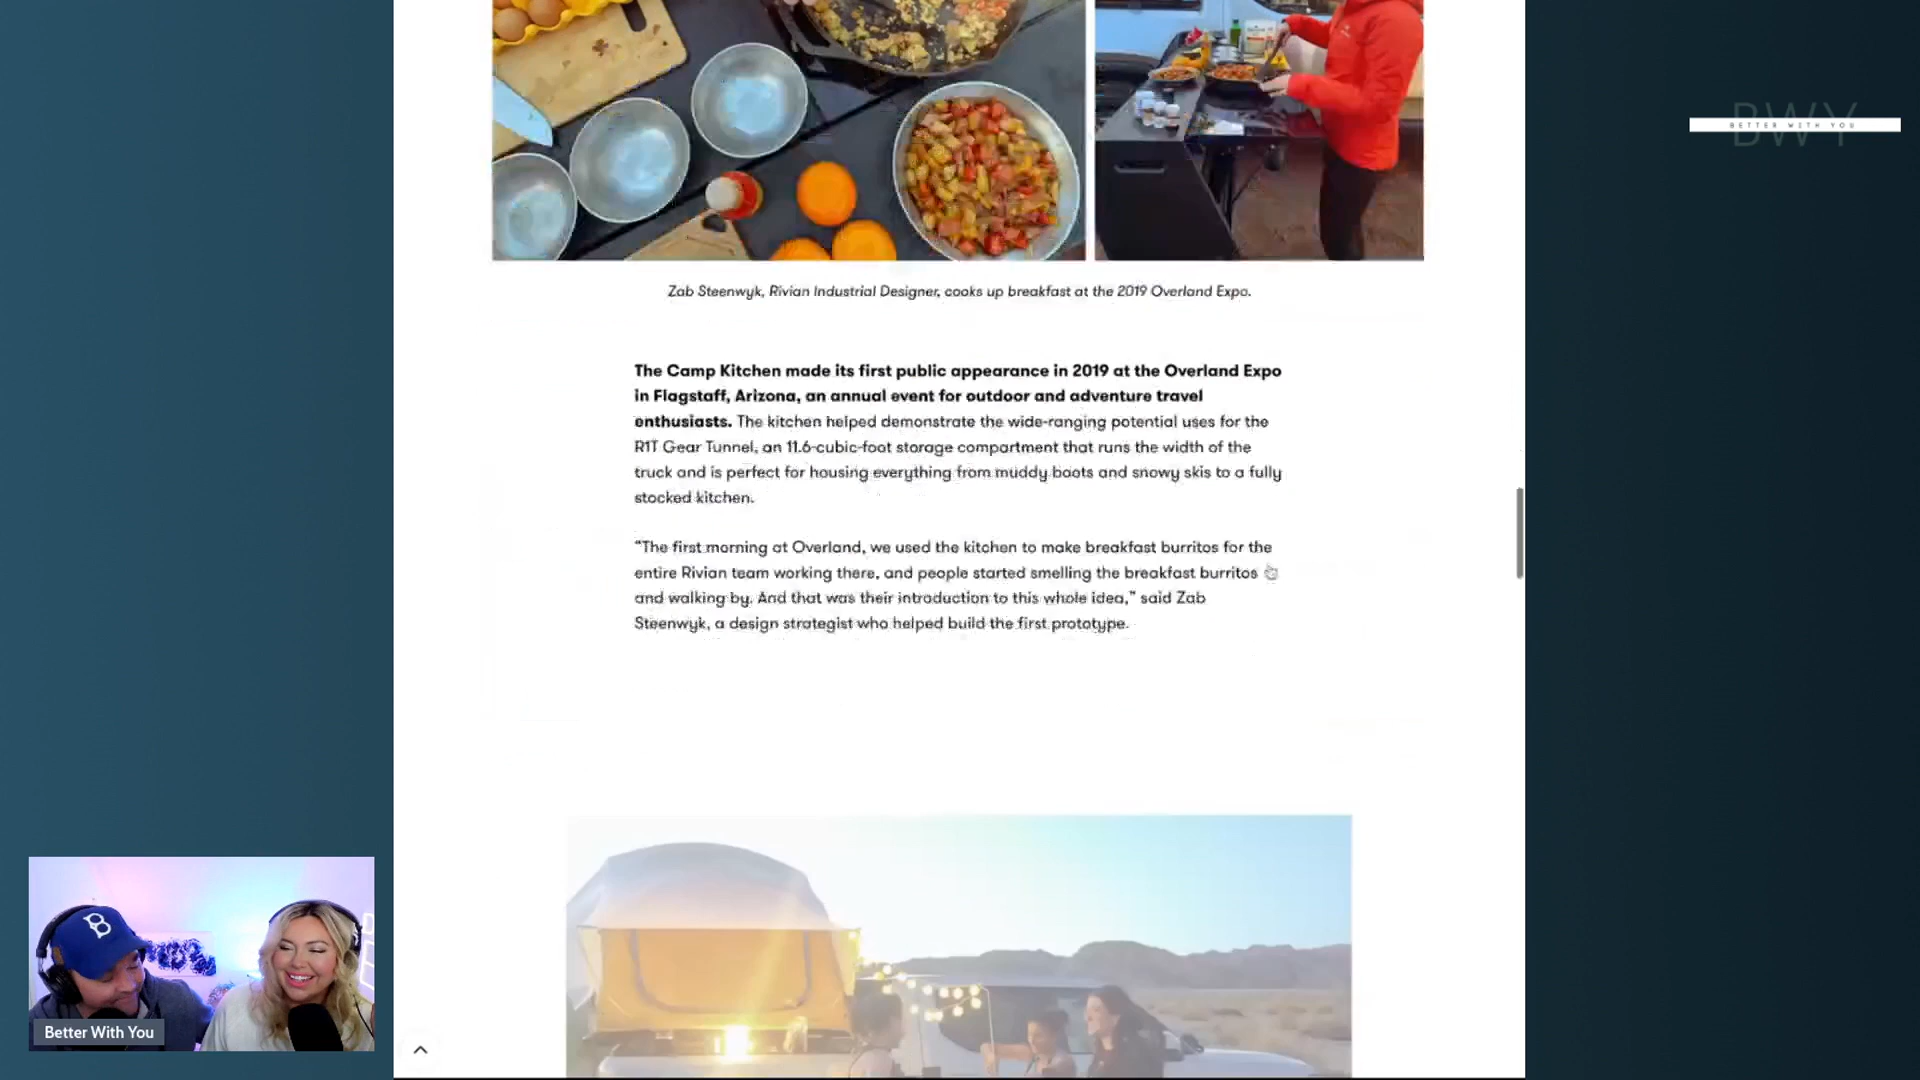 BWY
BETTER WITH YOU
Zab Steenwyk, Rivian Industrial Designer, cooks up breakfast at the 2019 Overland Expo.
The Camp Kitchen made its first public appearance in 2019 at the Overland Expo
in Flagstaff, Arizona, an annual event for outdoor and adventure travel
enthusiasts. The kitchen helped demonstrate the wide-ranging potential uses for the
R1T Gear Tunnel, an 11.6-cubic-foot storage compartment that runs the width of the
truck and is perfect for housing everything from muddy boots and snowy skis to a fully
stocked kitchen.
“The first morning at Overland, we used the kitchen to make breakfast burritos for the
entire Rivian team working there, and people started smelling the breakfast burritos
and walking by. And that was their introduction to this whole idea,” said Zab
Steenwyk, a design strategist who helped build the first prototype.
B
Better With You